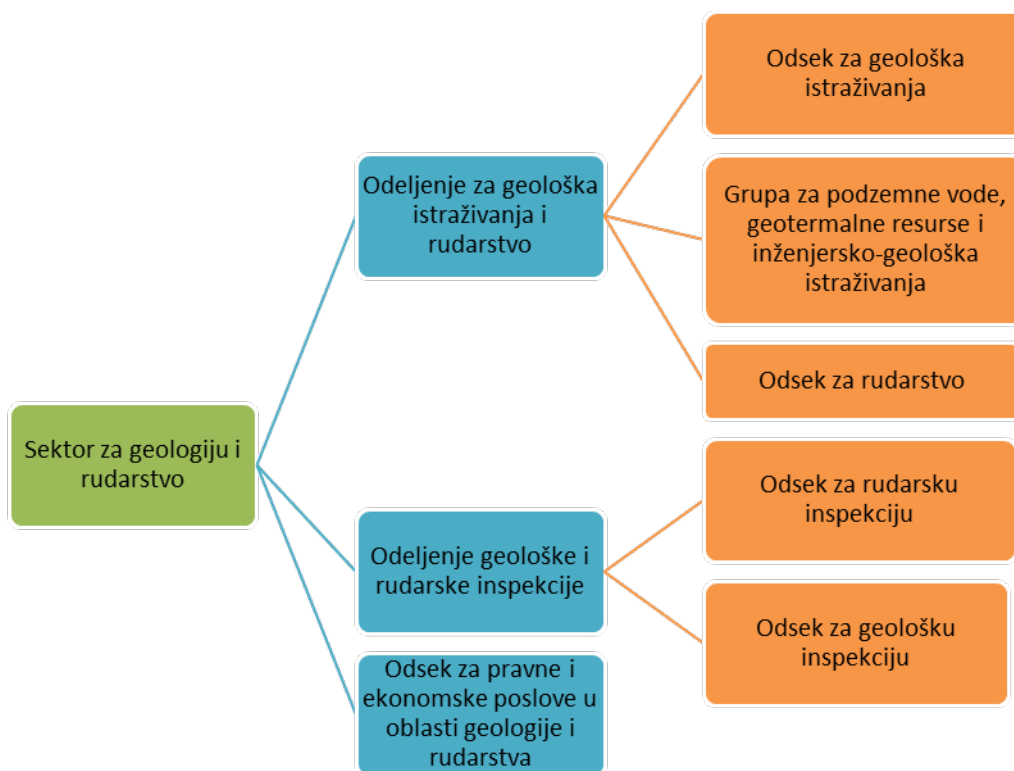 Odsek za geološka
istraživanja
Odeljenje za geološka
istraživanja i
rudarstvo
Grupa za podzemne vode,
geotermalne resurse i
inženjersko-geološka
istraživanja
Odsek za rudarstvo
Sektor za geologiju i
rudarstvo
Odsek za rudarsku
inspekciju
Odeljenje geološke i
rudarske inspekcije
Odsek za geološku
inspekciju
Odsek za pravne i
ekonomske poslove u
oblasti geologije i
rudarstva